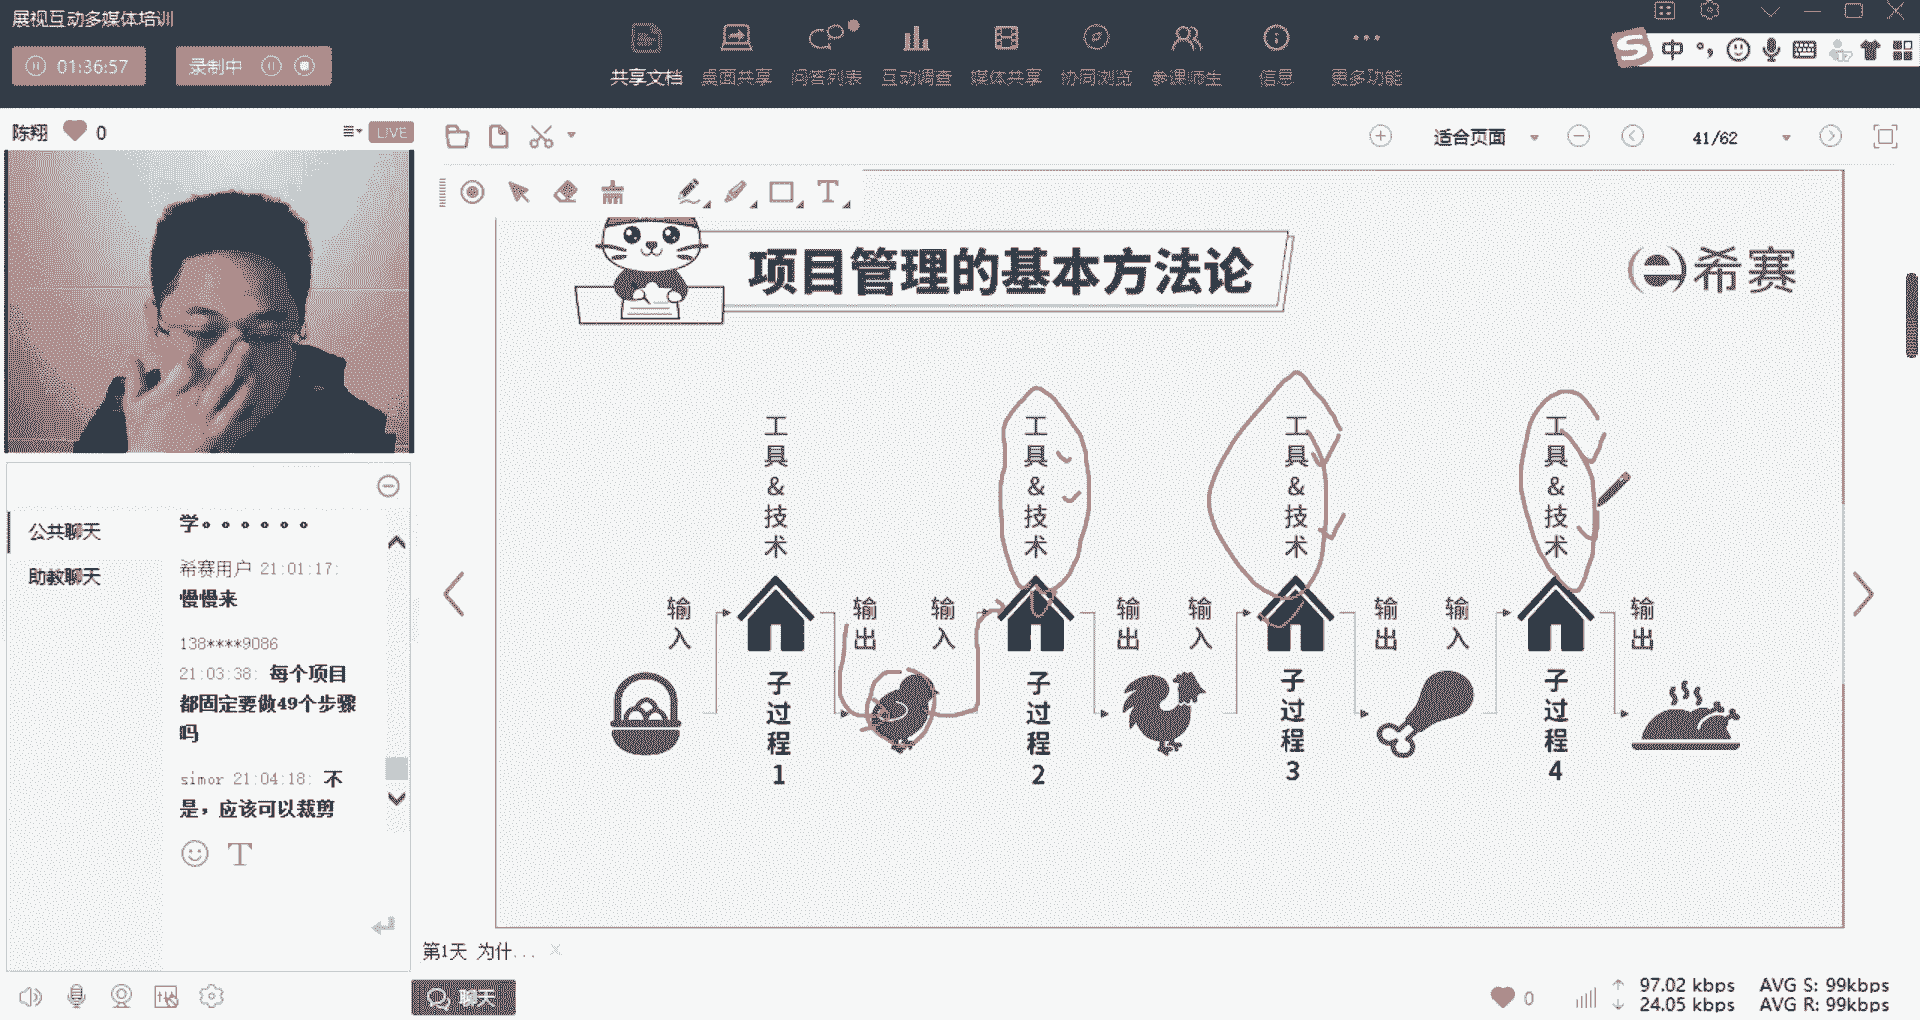 展视互动多媒体培训
01:36:57
录制中
共享文档
桌面共享
问答列表
互动调查
媒体共享
协同浏览
参课师生
信息
更多功能
S 中
陈翔 0
LIVE
适合页面
41/62
公共聊天
助教聊天
学。。。。。。
希赛用户 21:01:17:
慢慢来
138****9086
21:03:38: 每个项目
都固定要做49个步骤
吗
simor 21:04:18: 不
是，应该可以裁剪
T
项目管理的基本方法论
希赛
工具&技术
工具&技术
工具&技术
工具&技术
输入
输出
输入
输出
输入
输出
输入
输出
子过程1
子过程2
子过程3
子过程4
第1天 为什... ×
聊天
0
97.02 kbps AVG S: 99kbps
24.05 kbps AVG R: 99kbps